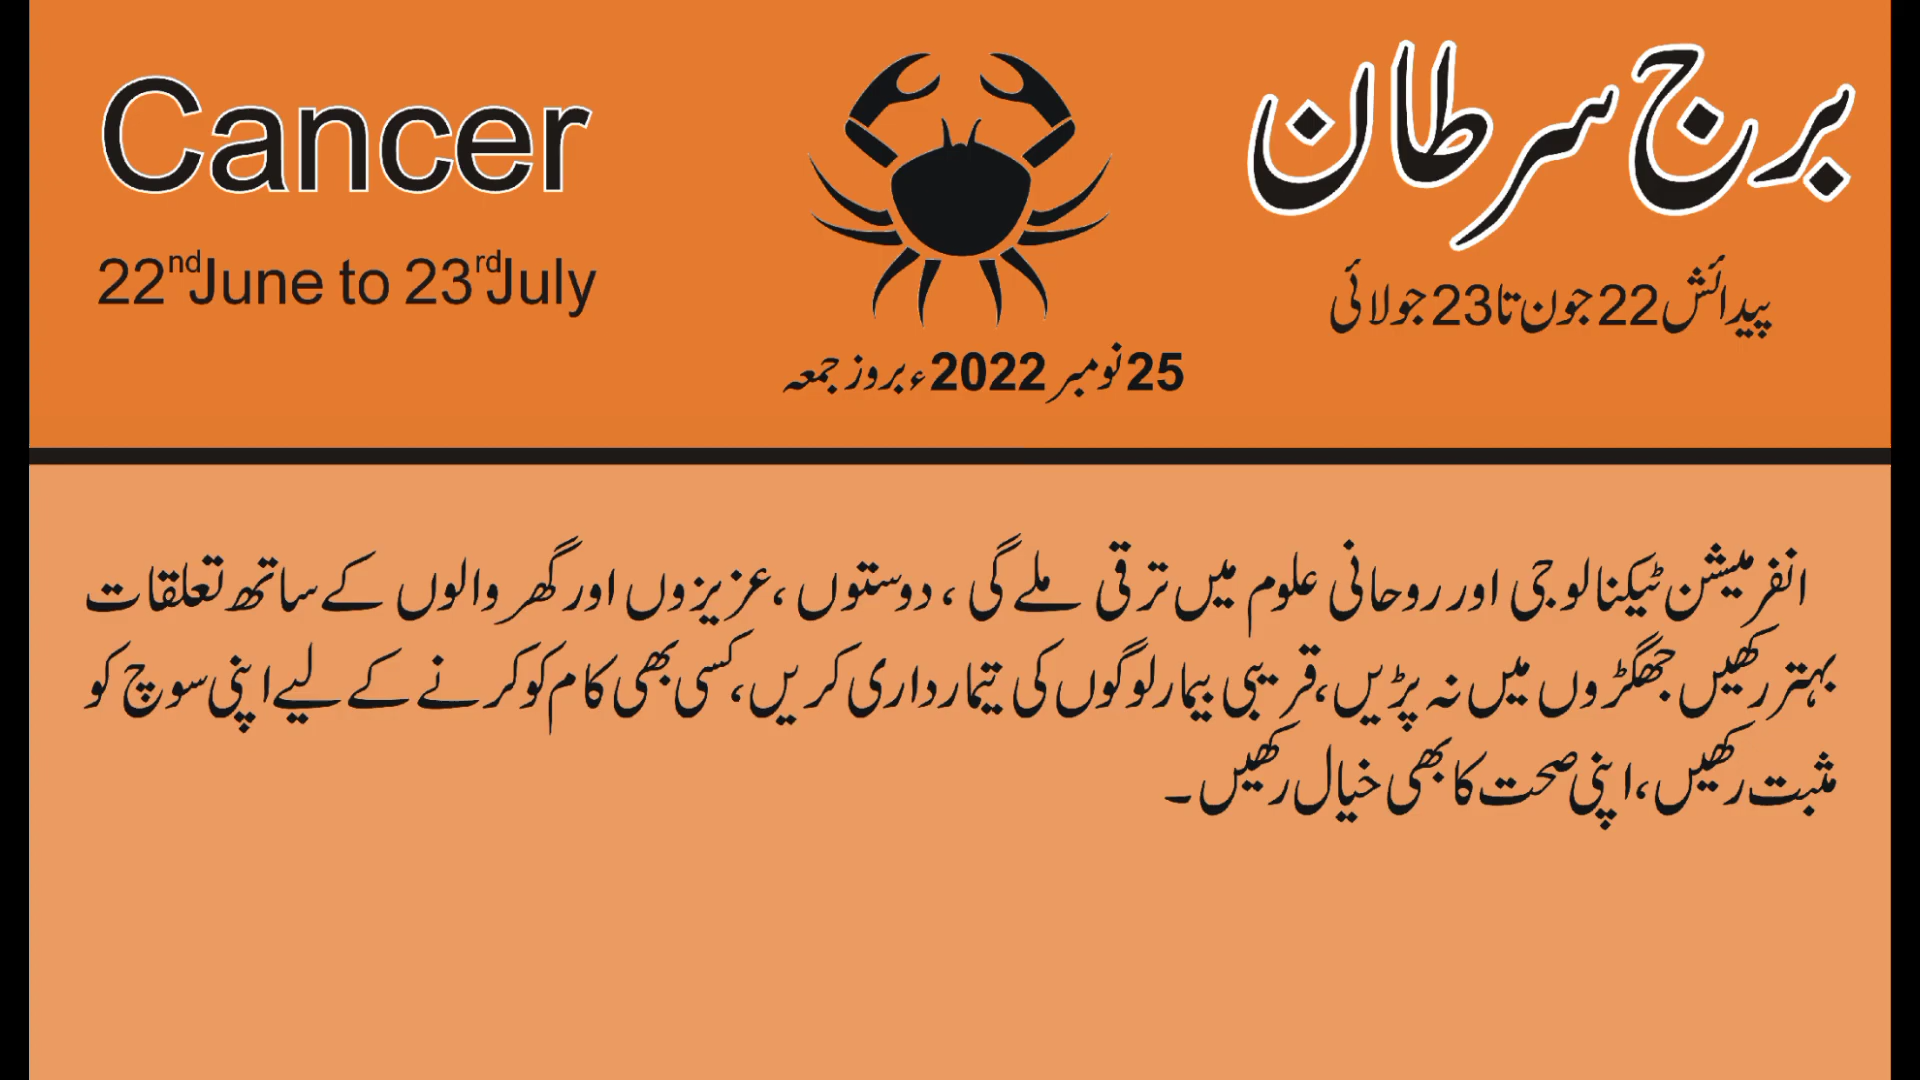 Cancer
برج سرطان
22nd June to 23rd July
پیدائش 22 جون تا 23 جولائی
25 نومبر 2022ء بروز جمعہ
انفرمیشن ٹیکنالوجی اور روحانی علوم میں ترقی ملے گی ، دوستوں ،عزیزوں اور گھر والوں کے ساتھ تعلقات
بہتر رکھیں جھگڑوں میں نہ پڑیں،قریبی بیمار لوگوں کی تیمارداری کریں،کسی بھی کام کو کرنے کے لیے اپنی سوچ کو
مثبت رکھیں،اپنی صحت کا بھی خیال رکھیں۔